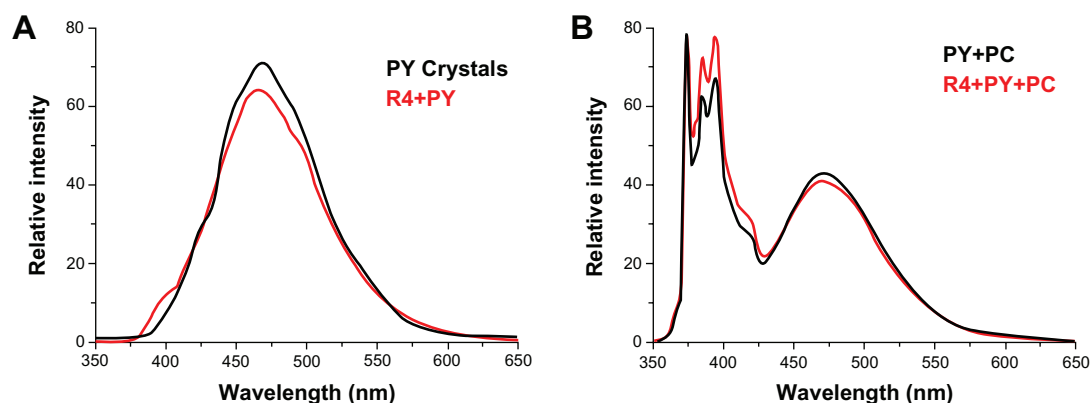 A
B
PY Crystals
R4+PY
PY+PC
R4+PY+PC
Relative intensity
80
60
40
20
0
350 400 450 500 550 600 650
Wavelength (nm)
Relative intensity
80
60
40
20
0
350 400 450 500 550 600 650
Wavelength (nm)